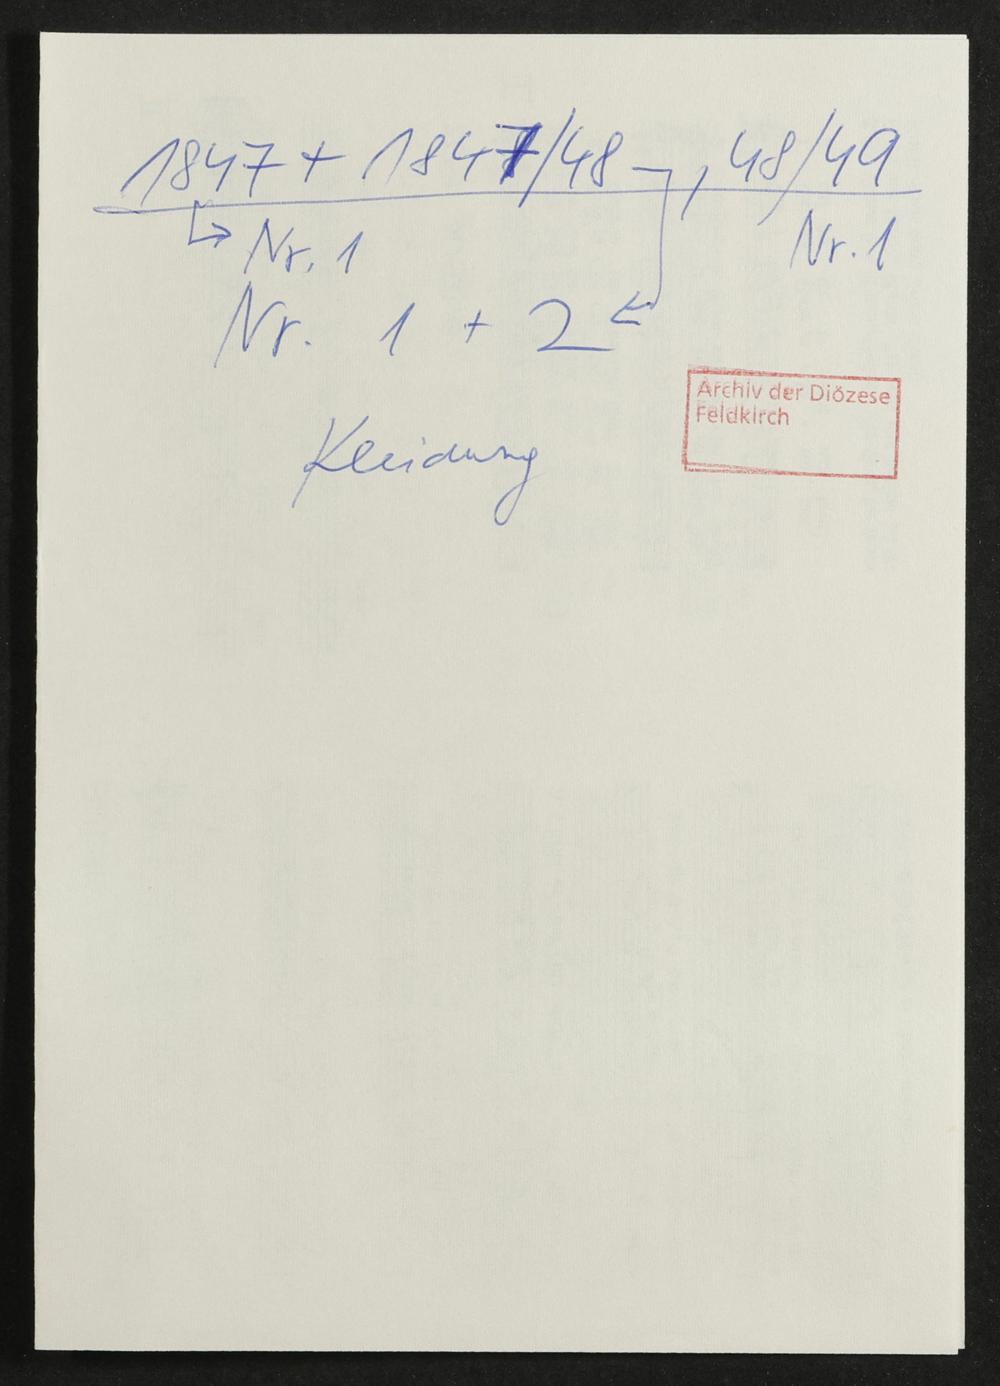 1847 + 1847/48 , 48/49
↳ Nr. 1 Nr. 1
Nr. 1 + 2 ←
Archiv der Diözese
Feldkirch
Kleidung